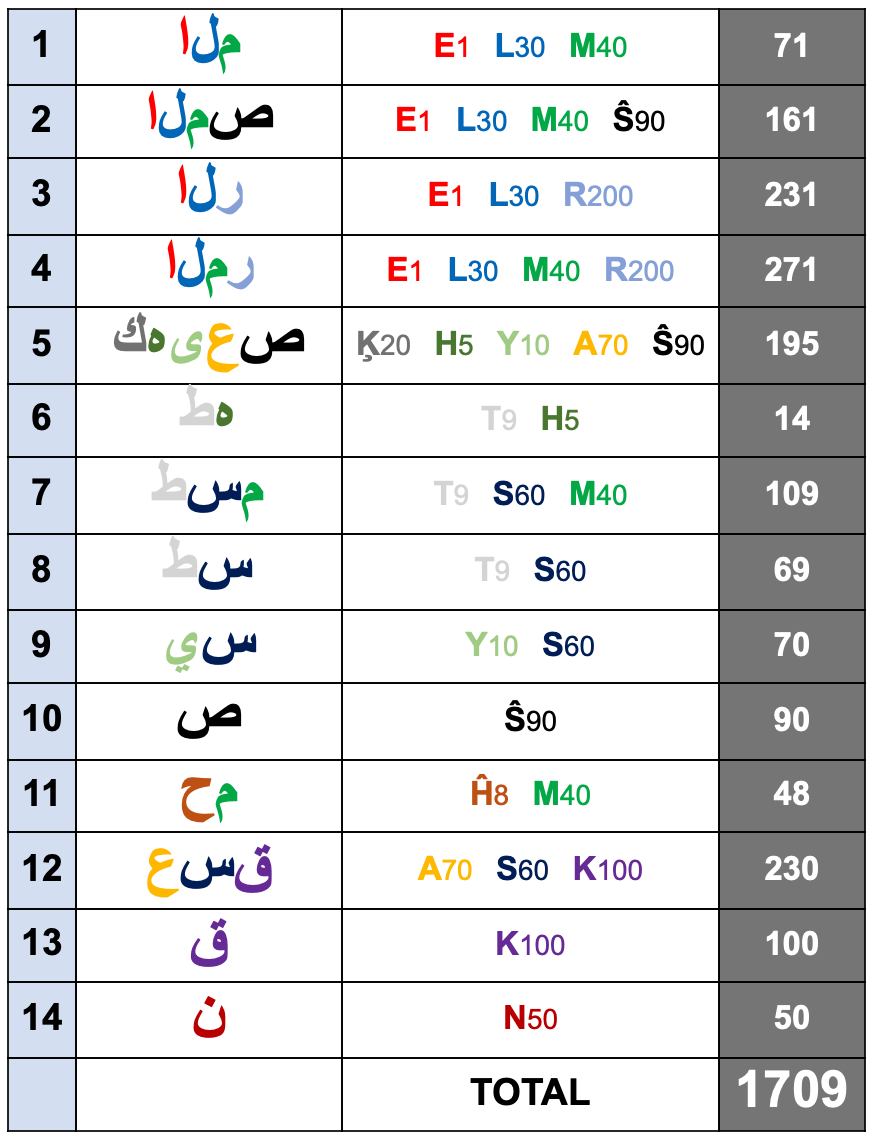 1 الم E1 L30 M40 71
2 المص E1 L30 M40 Ŝ90 161
3 الر E1 L30 R200 231
4 المر E1 L30 M40 R200 271
5 كهىعص Ķ20 H5 Y10 A70 Ŝ90 195
6 طه T9 H5 14
7 طسم T9 S60 M40 109
8 طس T9 S60 69
9 يس Y10 S60 70
10 ص Ŝ90 90
11 حم Ĥ8 M40 48
12 عسق A70 S60 K100 230
13 ق K100 100
14 ن N50 50
TOTAL 1709